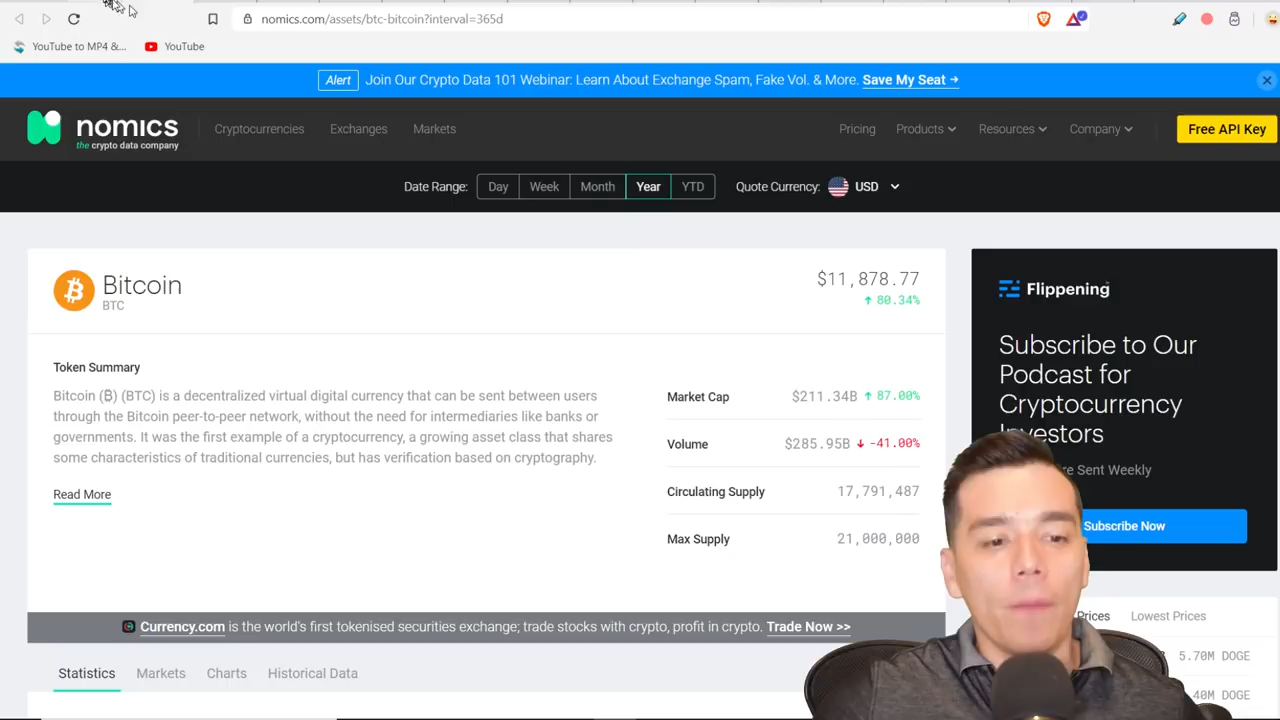 nomics.com/assets/btc-bitcoin?interval=365d
YouTube to MP4 &... YouTube
Alert Join Our Crypto Data 101 Webinar: Learn About Exchange Spam, Fake Vol. & More. Save My Seat →
nomics
the crypto data company
Cryptocurrencies Exchanges Markets Pricing Products Resources Company Free API Key
Date Range: Day Week Month Year YTD Quote Currency: USD
Bitcoin
BTC
$11,878.77
↑ 80.34%
Token Summary
Bitcoin (₿) (BTC) is a decentralized virtual digital currency that can be sent between users
through the Bitcoin peer-to-peer network, without the need for intermediaries like banks or
governments. It was the first example of a cryptocurrency, a growing asset class that shares
some characteristics of traditional currencies, but has verification based on cryptography.
Read More
Market Cap $211.34B ↑ 87.00%
Volume $285.95B ↓ -41.00%
Circulating Supply 17,791,487
Max Supply 21,000,000
Flippening
Subscribe to Our
Podcast for
Cryptocurrency
Investors
Sent Weekly
Subscribe Now
Currency.com is the world's first tokenised securities exchange; trade stocks with crypto, profit in crypto. Trade Now >>
Statistics Markets Charts Historical Data
Prices Lowest Prices
5.70M DOGE
40M DOGE